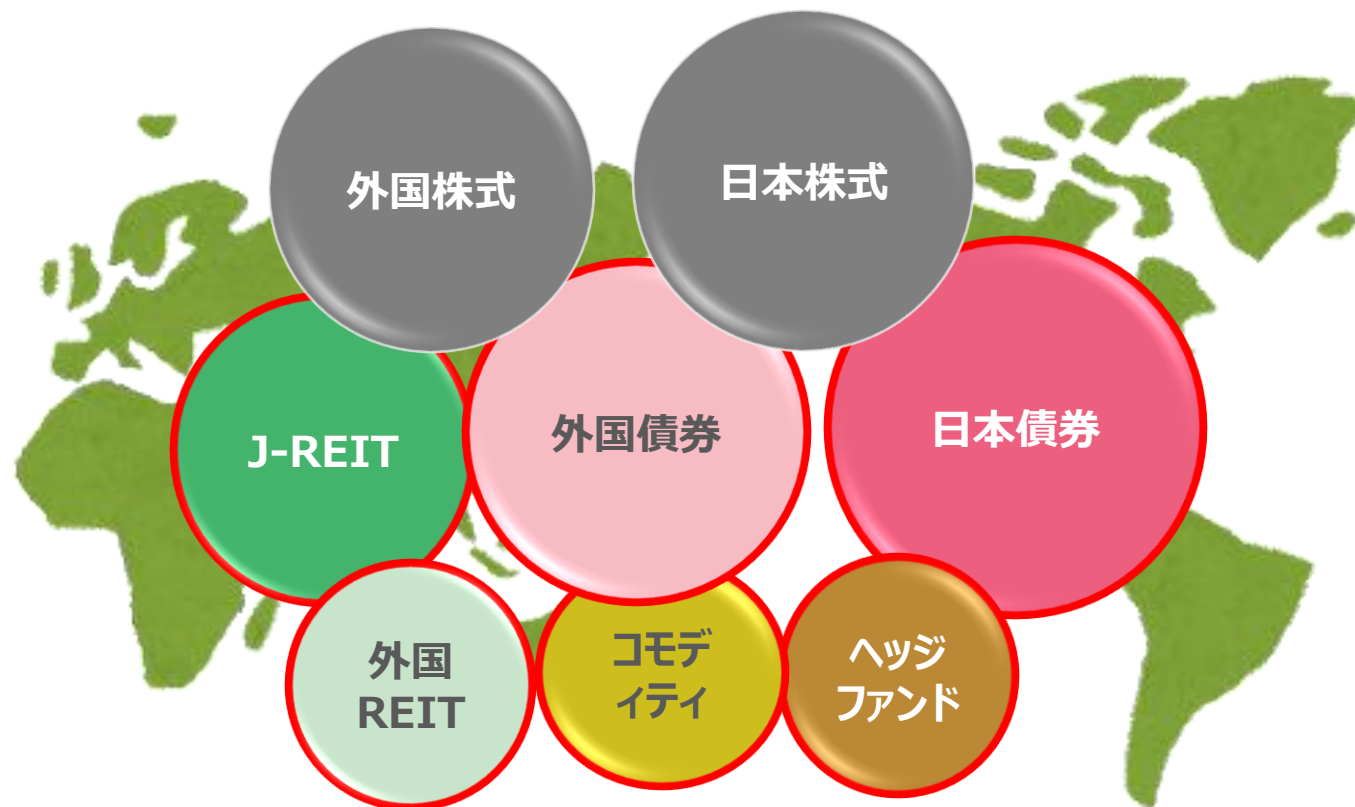 外国株式
日本株式
J-REIT
外国債券
日本債券
外国
REIT
コモデ
ィティ
ヘッジ
ファンド